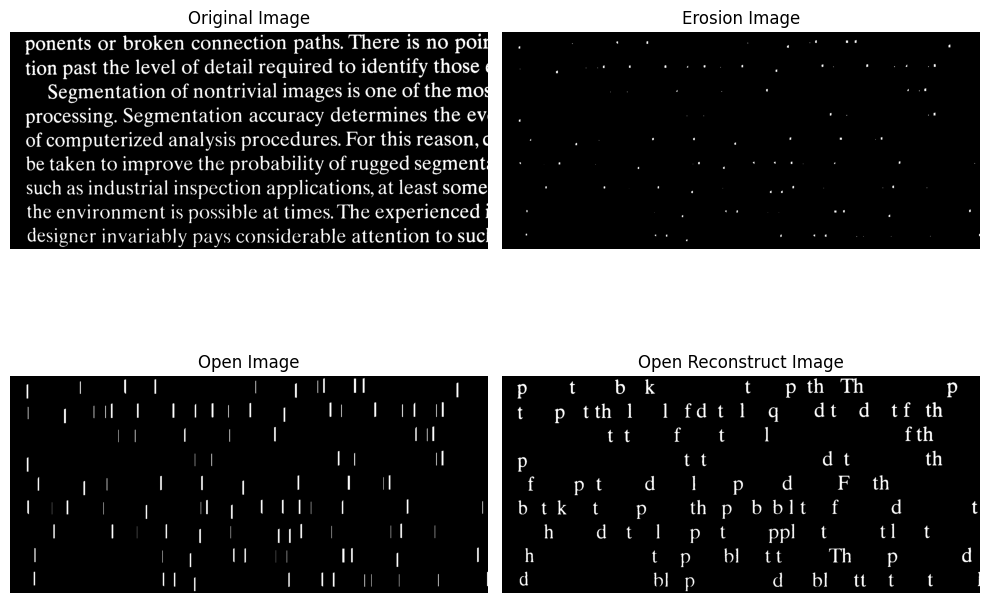 Original Image
ponents or broken connection paths. There is no poin
tion past the level of detail required to identify those
Segmentation of nontrivial images is one of the mos
processing. Segmentation accuracy determines the ev
of computerized analysis procedures. For this reason, c
be taken to improve the probability of rugged segmenta
such as industrial inspection applications, at least some
the environment is possible at times. The experienced i
designer invariably pays considerable attention to suc
Erosion Image
Open Image
Open Reconstruct Image
p t b k t p th Th p
t p t th l l f d t l q d t d t f th
t t f t l f th
p t t d t th
f p t d l p d F th
b t k t p th p b b l t f d t
h d t l p t ppl t t l t
h t p bl t t Th p d
d bl p d bl tt t t